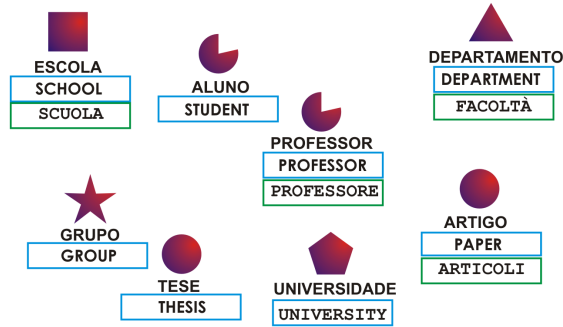 ESCOLA
SCHOOL
SCUOLA
ALUNO
STUDENT
PROFESSOR
PROFESSOR
PROFESSORE
DEPARTAMENTO
DEPARTMENT
FACOLTÀ
GRUPO
GROUP
TESE
THESIS
UNIVERSIDADE
UNIVERSITY
ARTIGO
PAPER
ARTICOLI